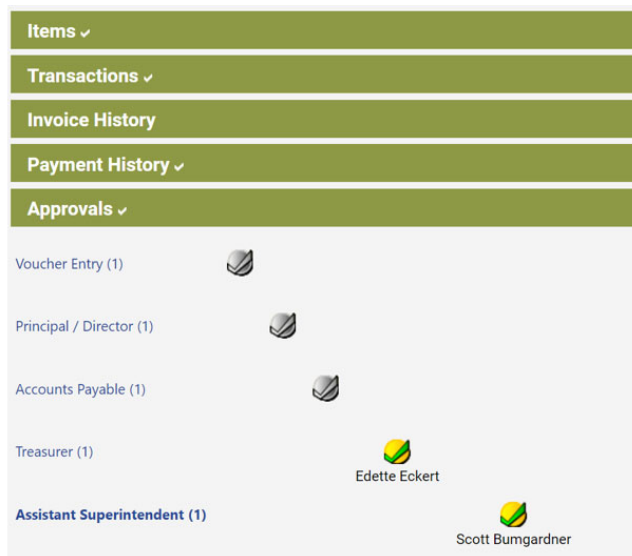 Items
Transactions
Invoice History
Payment History
Approvals
Voucher Entry (1)
Principal / Director (1)
Accounts Payable (1)
Treasurer (1)
Edette Eckert
Assistant Superintendent (1)
Scott Bumgardner